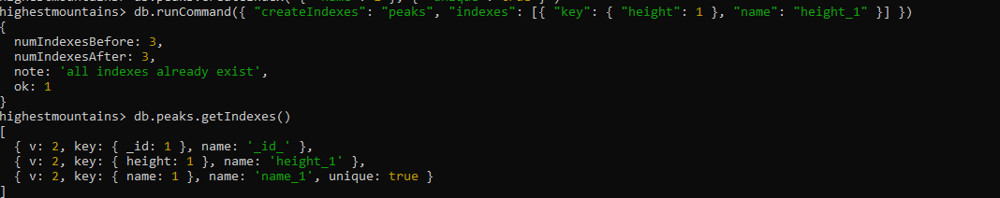 highestmountains> db.runCommand({ "createIndexes": "peaks", "indexes": [{ "key": { "height": 1 }, "name": "height_1" }] })
{
  numIndexesBefore: 3,
  numIndexesAfter: 3,
  note: 'all indexes already exist',
  ok: 1
}
highestmountains> db.peaks.getIndexes()
[
  { v: 2, key: { _id: 1 }, name: '_id_' },
  { v: 2, key: { height: 1 }, name: 'height_1' },
  { v: 2, key: { name: 1 }, name: 'name_1', unique: true }
]